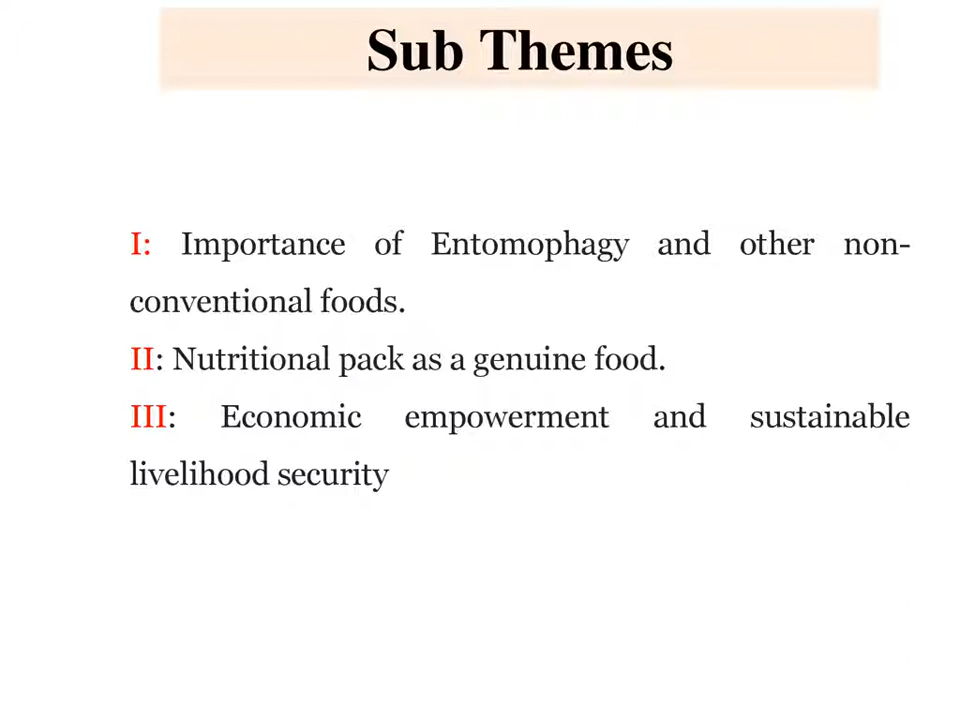 Sub Themes
I: Importance of Entomophagy and other non-
conventional foods.
II: Nutritional pack as a genuine food.
III: Economic empowerment and sustainable
livelihood security